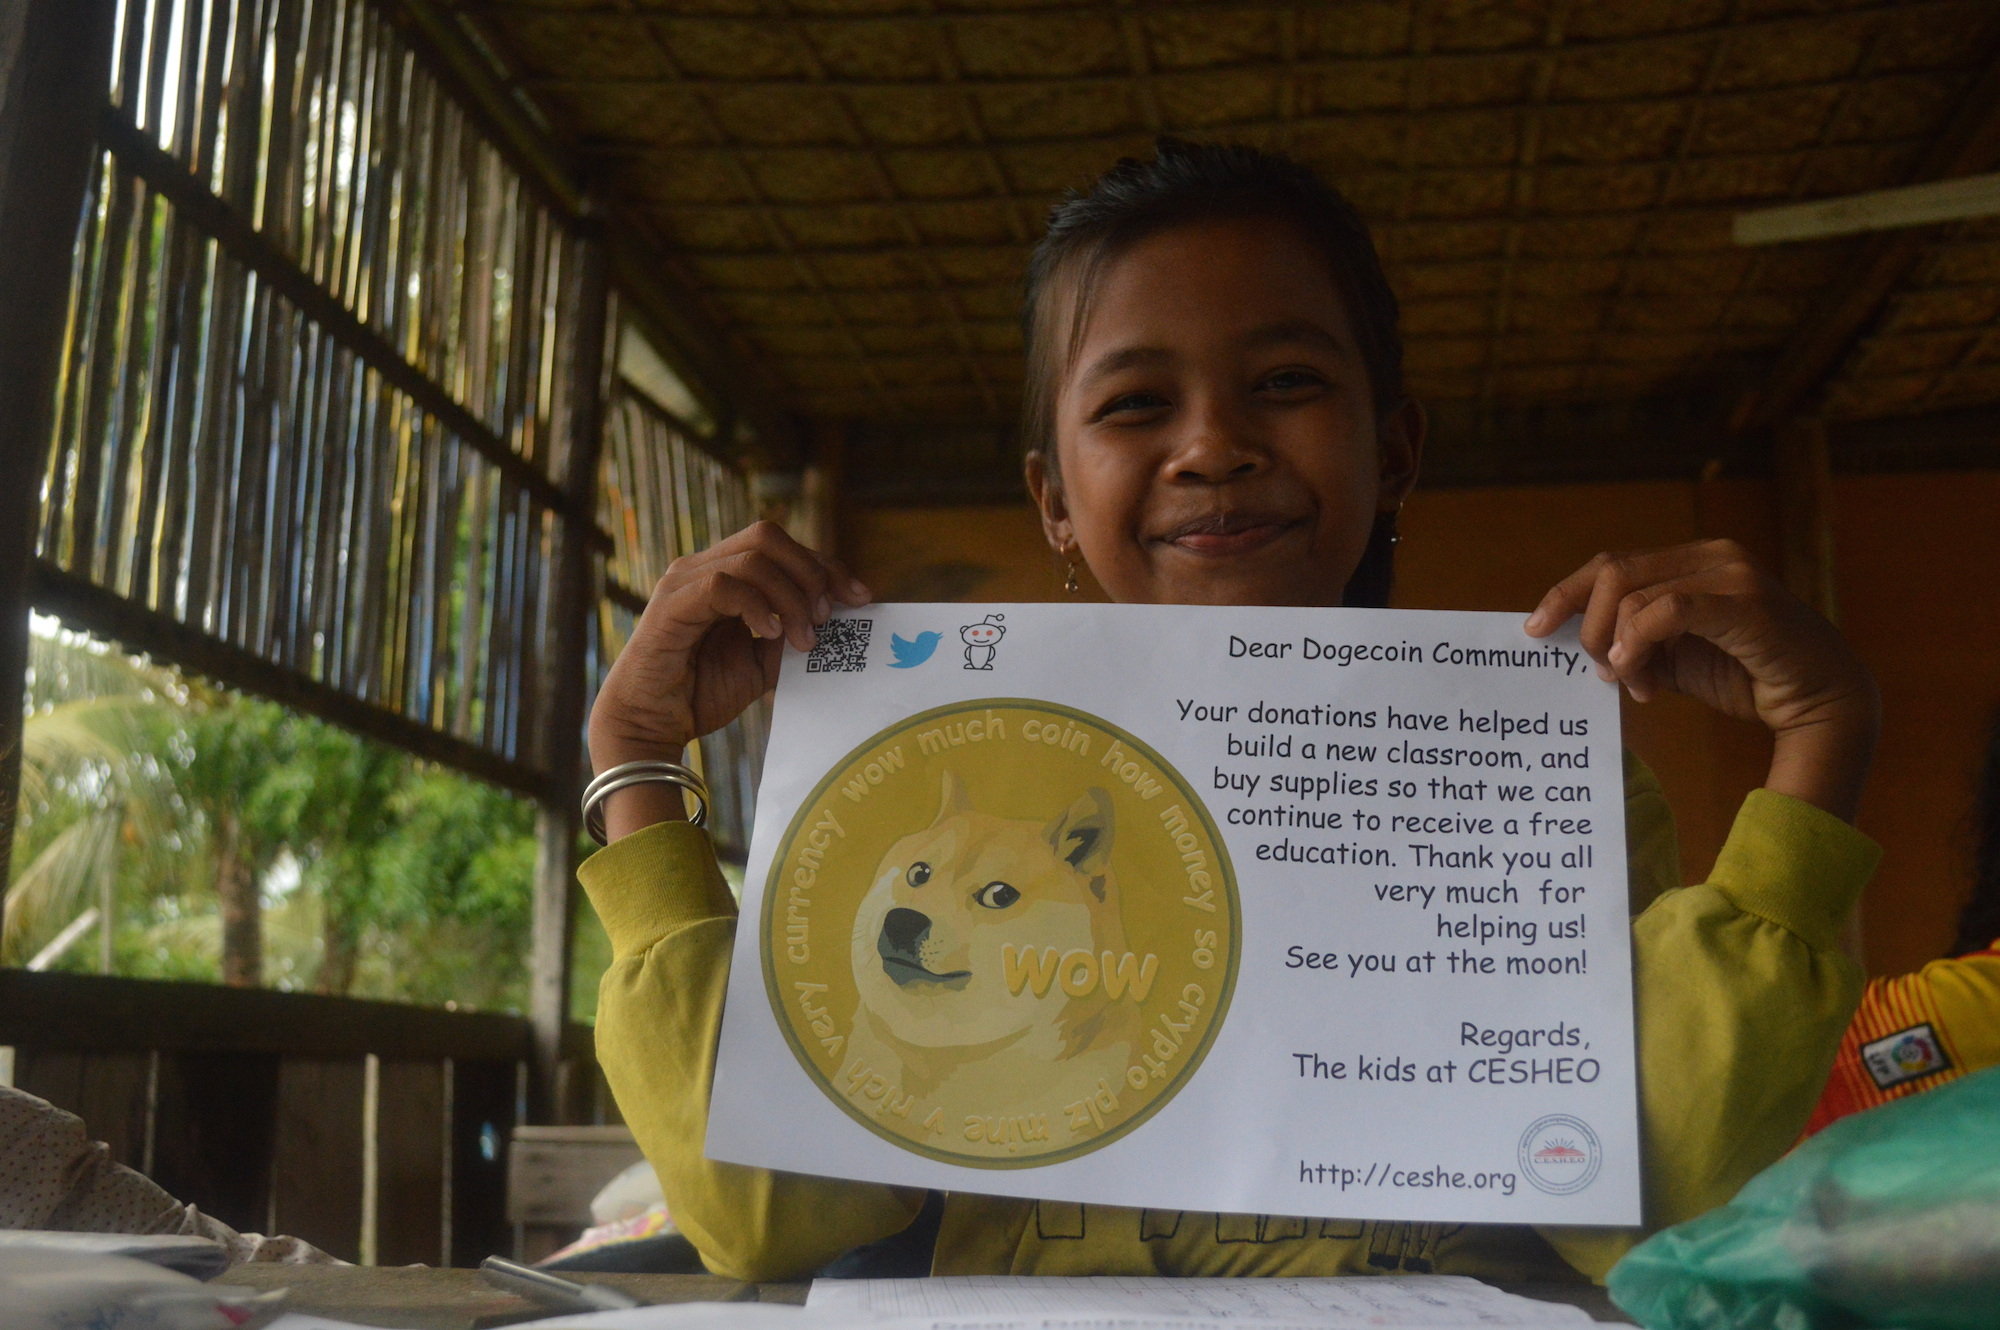 Dear Dogecoin Community,
Your donations have helped us
build a new classroom, and
buy supplies so that we can
continue to receive a free
education. Thank you all
very much for
helping us!
See you at the moon!
Regards,
The kids at CESHEO
http://ceshe.org
C.E.S.H.E.O
very currency wow much coin how money so crypto plz mine v rich
wow
LFP